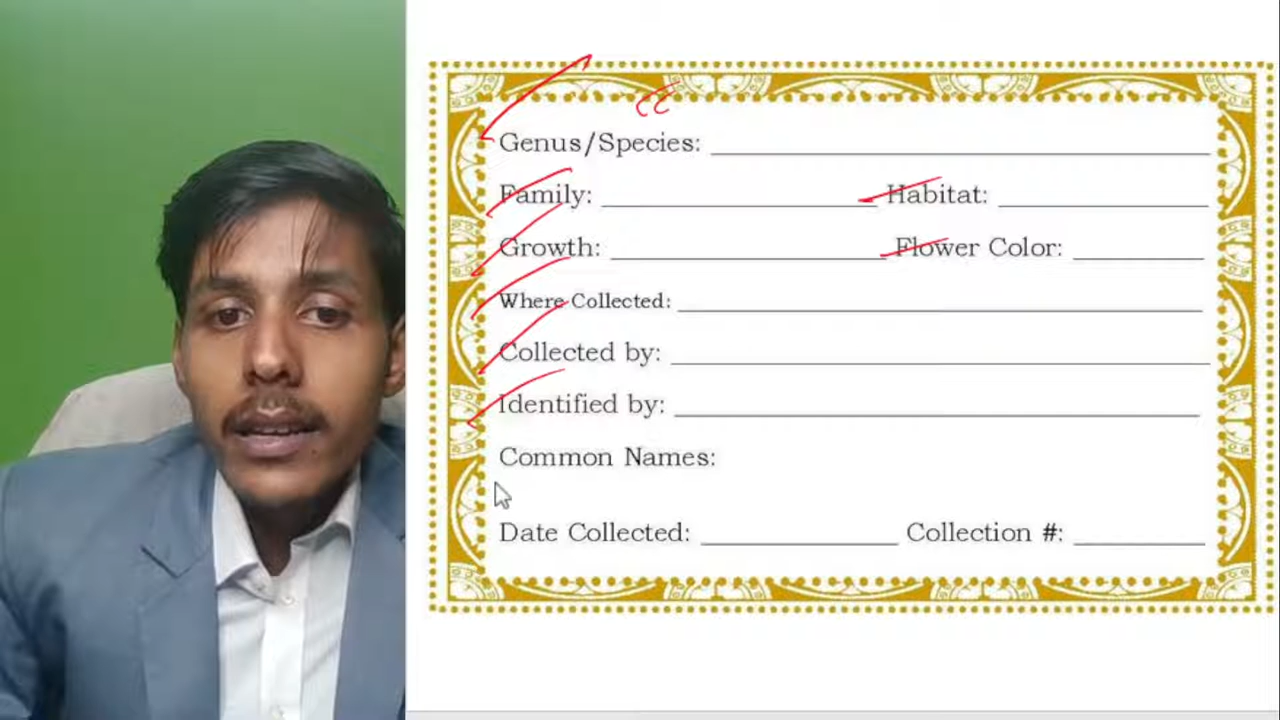 Genus/Species:
Family: Habitat:
Growth: Flower Color:
Where Collected:
Collected by:
Identified by:
Common Names:
Date Collected: Collection #: